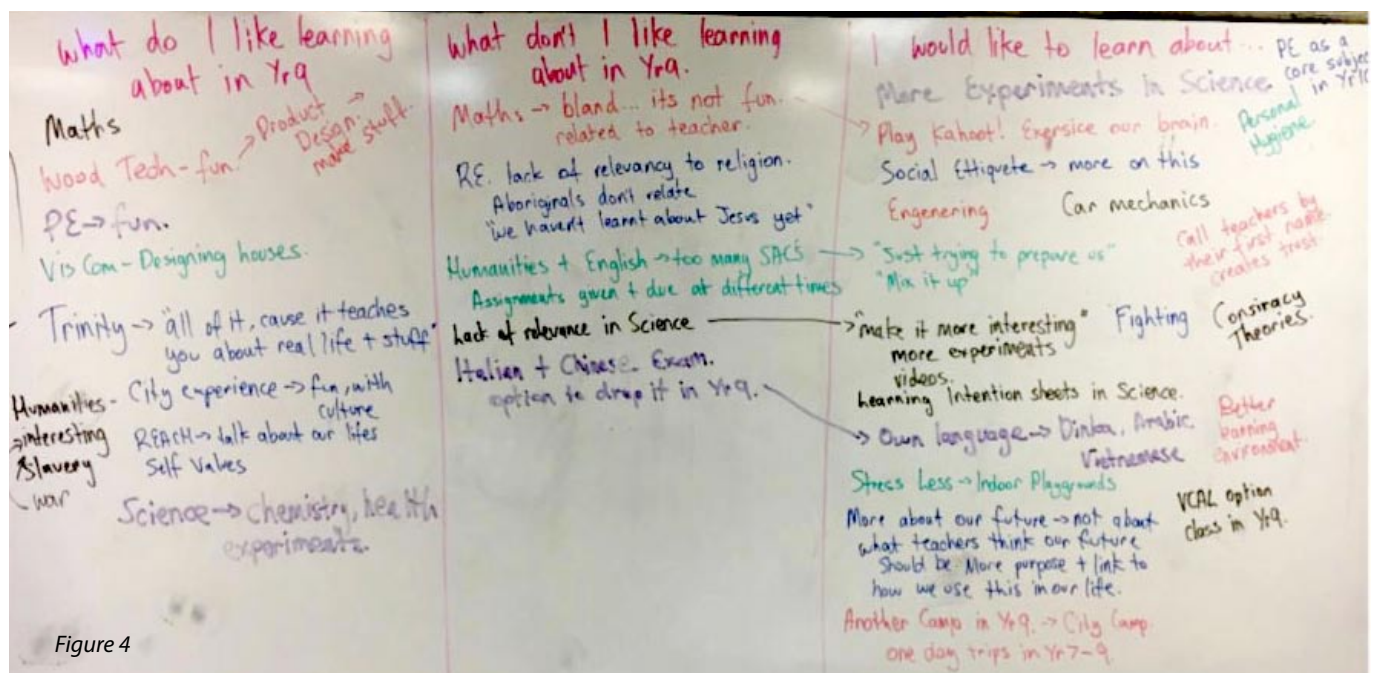 What do I like learning
about in Yr9
Maths
Wood Tech - fun. → Product
Design. →
make stuff.
PE → fun.
Vis Com - Designing houses.
Trinity → "all of it, cause it teaches
you about real life + stuff"
City experience → fun, with
culture
REACH → talk about our lifes
Self Values
Humanities -
→ interesting
Slavery
war
Science → chemistry, health
experiments.
What don't I like learning
about in Yr9.
Maths → bland... its not fun.
related to teacher.
RE. lack of relevancy to religion.
Aboriginals don't relate
"we haven't learnt about Jesus yet"
Humanities + English → too many SACs
Assignments given + due at different times
Lack of relevance in Science
Italian + Chinese Exam.
option to drop it in Yr9.
I would like to learn about...
PE as a
core subjec
in Yr10
More Experiments in Science
Personal
Hygiene.
→ Play Kahoot! Exersice our brain.
Social Ettiquete → more on this
Engenering
Car mechanics
Call teachers by
their first name.
creates trust.
→ "Just trying to prepare us"
"Mix it up"
→ "make it more interesting"
more experiments
videos.
Fighting
Consiracy
Theories.
Learning Intention sheets in Science.
→ Own language → Dinka, Arabic
Vietnamese
Better
learning
environment.
Stress Less → Indoor Playgrounds
VCAL option
class in Yr9.
More about our future → not about
what teachers think our future
should be. More purpose + link to
how we use this in our life.
Another Camp in Yr9. → City Camp.
one day trips in Yr7-9.
Figure 4